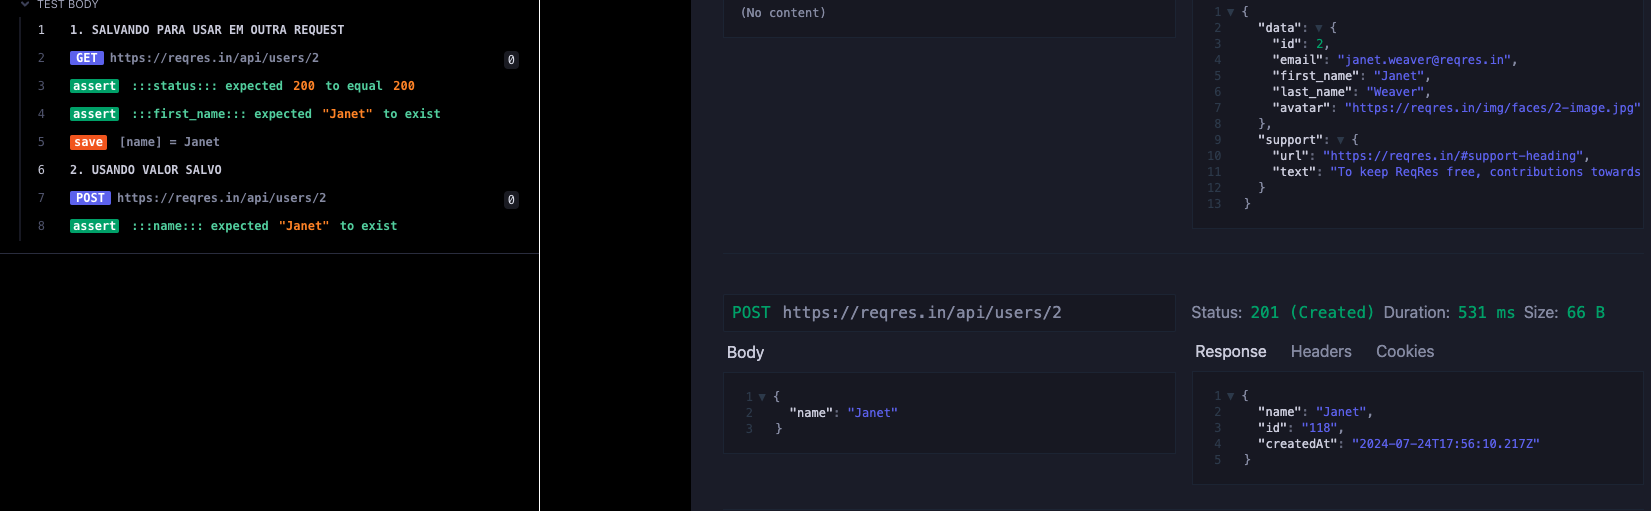 TEST BODY
1 1. SALVANDO PARA USAR EM OUTRA REQUEST
2 GET https://reqres.in/api/users/2 0
3 assert :::status::: expected 200 to equal 200
4 assert :::first_name::: expected "Janet" to exist
5 save [name] = Janet
6 2. USANDO VALOR SALVO
7 POST https://reqres.in/api/users/2 0
8 assert :::name::: expected "Janet" to exist
(No content)
1 {
2 "data": {
3 "id": 2,
4 "email": "janet.weaver@reqres.in",
5 "first_name": "Janet",
6 "last_name": "Weaver",
7 "avatar": "https://reqres.in/img/faces/2-image.jpg"
8 },
9 "support": {
10 "url": "https://reqres.in/#support-heading",
11 "text": "To keep ReqRes free, contributions towards
12 }
13 }
POST https://reqres.in/api/users/2
Body
1 {
2 "name": "Janet"
3 }
Status: 201 (Created) Duration: 531 ms Size: 66 B
Response Headers Cookies
1 {
2 "name": "Janet",
3 "id": "118",
4 "createdAt": "2024-07-24T17:56:10.217Z"
5 }